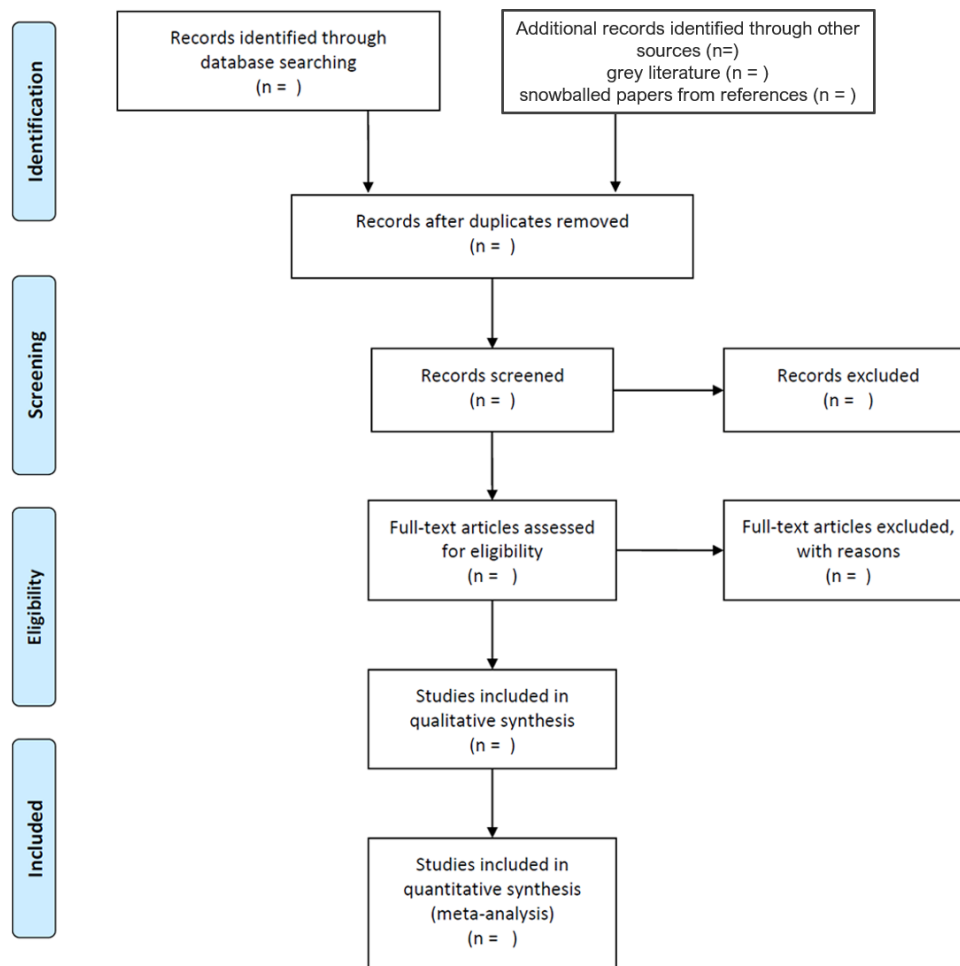 Identification
Records identified through
database searching
(n =  )
Additional records identified through other
sources (n=)
grey literature (n = )
snowballed papers from references (n = )
Records after duplicates removed
(n =  )
Screening
Records screened
(n =  )
Records excluded
(n =  )
Eligibility
Full-text articles assessed
for eligibility
(n =  )
Full-text articles excluded,
with reasons
(n =  )
Studies included in
qualitative synthesis
(n =  )
Included
Studies included in
quantitative synthesis
(meta-analysis)
(n =  )